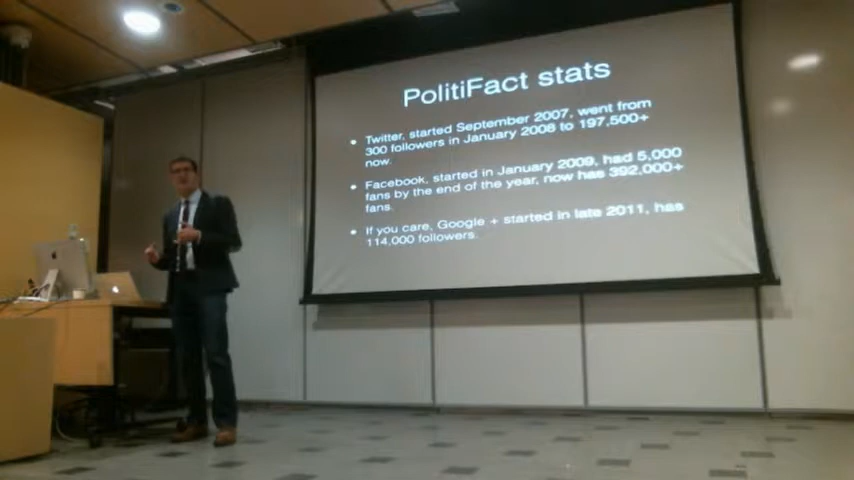 PolitiFact stats
• Twitter, started September 2007, went from
300 followers in January 2008 to 197,500+
now.
• Facebook, started in January 2009, had 5,000
fans by the end of the year, now has 392,000+
fans.
• If you care, Google + started in late 2011, has
114,000 followers.